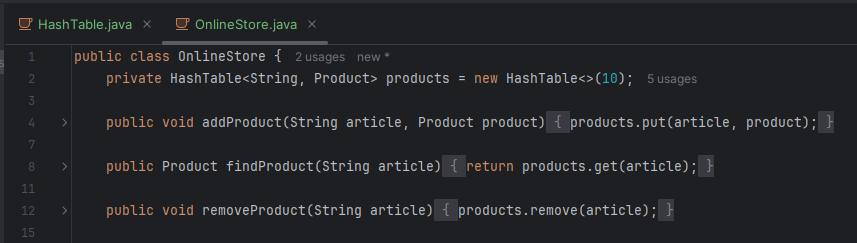 HashTable.java × OnlineStore.java ×
1 public class OnlineStore { 2 usages new *
2 private HashTable<String, Product> products = new HashTable<>(10); 5 usages
3
4 public void addProduct(String article, Product product) { products.put(article, product); }
7
8 public Product findProduct(String article) { return products.get(article); }
11
12 public void removeProduct(String article) { products.remove(article); }
15